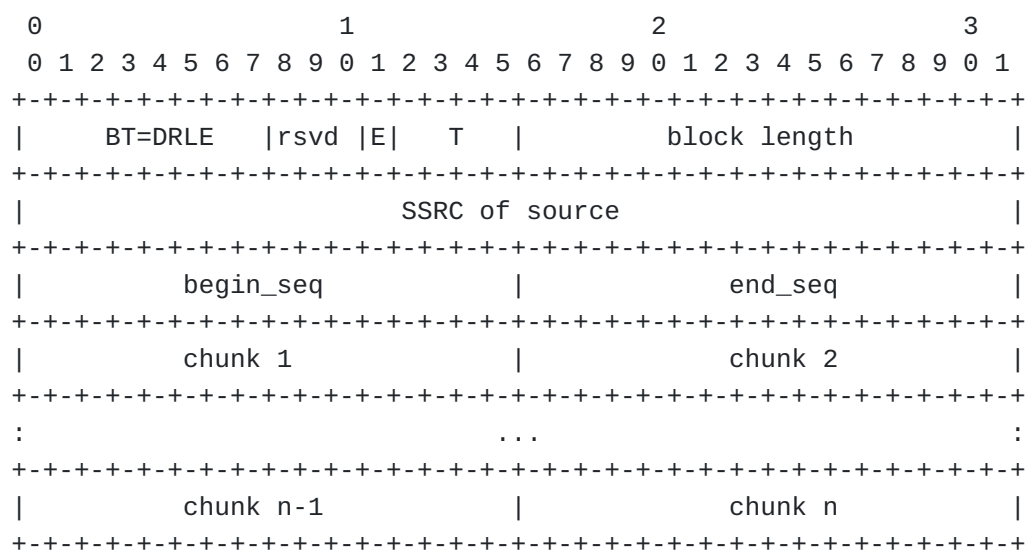 0                   1                   2                   3
 0 1 2 3 4 5 6 7 8 9 0 1 2 3 4 5 6 7 8 9 0 1 2 3 4 5 6 7 8 9 0 1
+-+-+-+-+-+-+-+-+-+-+-+-+-+-+-+-+-+-+-+-+-+-+-+-+-+-+-+-+-+-+-+-+
|     BT=DRLE   |rsvd |E|   T   |         block length          |
+-+-+-+-+-+-+-+-+-+-+-+-+-+-+-+-+-+-+-+-+-+-+-+-+-+-+-+-+-+-+-+-+
|                        SSRC of source                         |
+-+-+-+-+-+-+-+-+-+-+-+-+-+-+-+-+-+-+-+-+-+-+-+-+-+-+-+-+-+-+-+-+
|          begin_seq            |             end_seq           |
+-+-+-+-+-+-+-+-+-+-+-+-+-+-+-+-+-+-+-+-+-+-+-+-+-+-+-+-+-+-+-+-+
|          chunk 1              |             chunk 2           |
+-+-+-+-+-+-+-+-+-+-+-+-+-+-+-+-+-+-+-+-+-+-+-+-+-+-+-+-+-+-+-+-+
:                              ...                              :
+-+-+-+-+-+-+-+-+-+-+-+-+-+-+-+-+-+-+-+-+-+-+-+-+-+-+-+-+-+-+-+-+
|          chunk n-1            |             chunk n           |
+-+-+-+-+-+-+-+-+-+-+-+-+-+-+-+-+-+-+-+-+-+-+-+-+-+-+-+-+-+-+-+-+